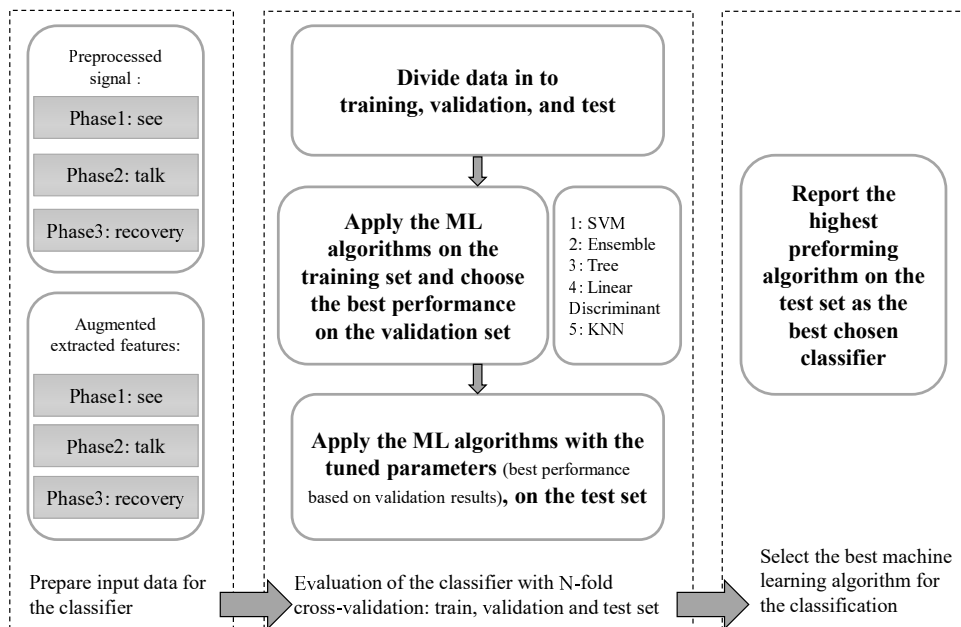 Preprocessed
signal :
Phase1: see
Phase2: talk
Phase3: recovery
Augmented
extracted features:
Phase1: see
Phase2: talk
Phase3: recovery
Prepare input data for
the classifier
Divide data in to
training, validation, and test
Apply the ML
algorithms on the
training set and choose
the best performance
on the validation set
1: SVM
2: Ensemble
3: Tree
4: Linear
Discriminant
5: KNN
Apply the ML algorithms with the
tuned parameters (best performance
based on validation results), on the test set
Evaluation of the classifier with N-fold
cross-validation: train, validation and test set
Report the
highest
preforming
algorithm on the
test set as the
best chosen
classifier
Select the best machine
learning algorithm for
the classification